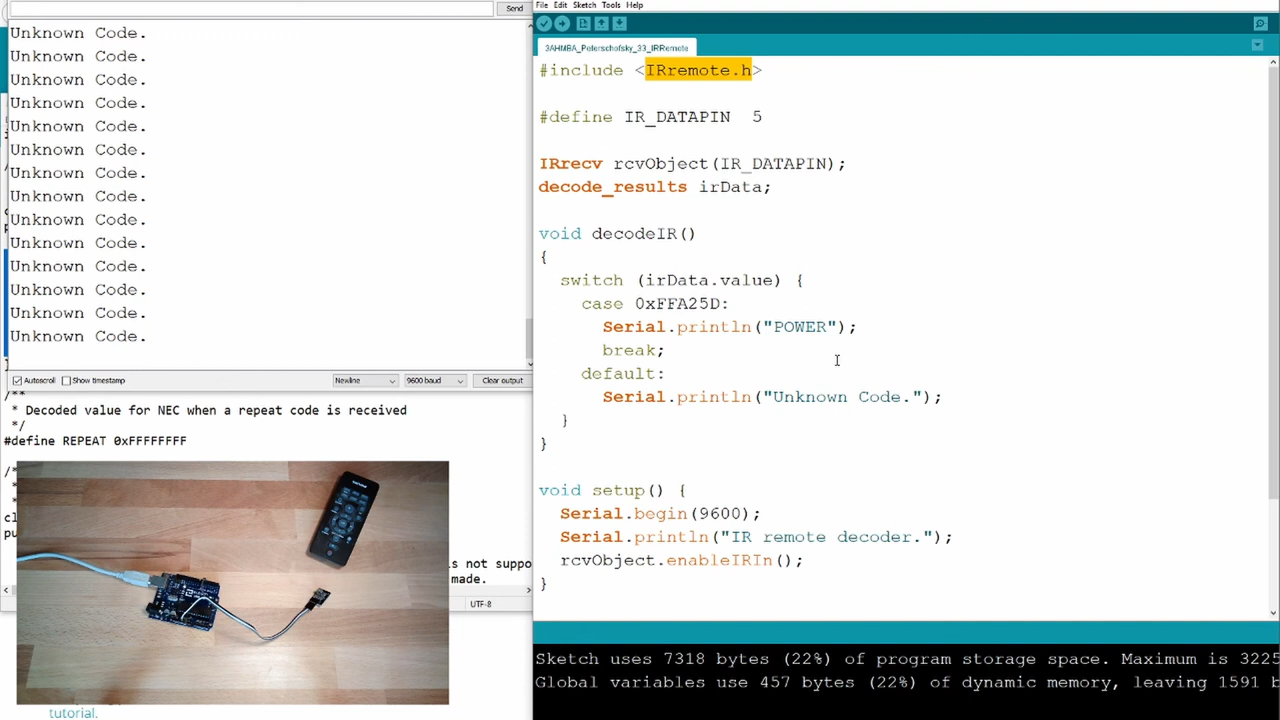 Send
Unknown Code.
Unknown Code.
Unknown Code.
Unknown Code.
Unknown Code.
Unknown Code.
Unknown Code.
Unknown Code.
Unknown Code.
Unknown Code.
Unknown Code.
Unknown Code.
Unknown Code.
Unknown Code.
Autoscroll Show timestamp Newline 9600 baud Clear output
/**
* Decoded value for NEC when a repeat code is received
*/
#define REPEAT 0xFFFFFFFF
is not suppo
made.
UTF-8
tutorial.
File Edit Sketch Tools Help
3AHMBA_Peterschofsky_33_IRRemote
#include <IRremote.h>
#define IR_DATAPIN 5
IRrecv rcvObject(IR_DATAPIN);
decode_results irData;
void decodeIR()
{
switch (irData.value) {
case 0xFFA25D:
Serial.println("POWER");
break;
default:
Serial.println("Unknown Code.");
}
}
void setup() {
Serial.begin(9600);
Serial.println("IR remote decoder.");
rcvObject.enableIRIn();
}
Sketch uses 7318 bytes (22%) of program storage space. Maximum is 3225
Global variables use 457 bytes (22%) of dynamic memory, leaving 1591 b